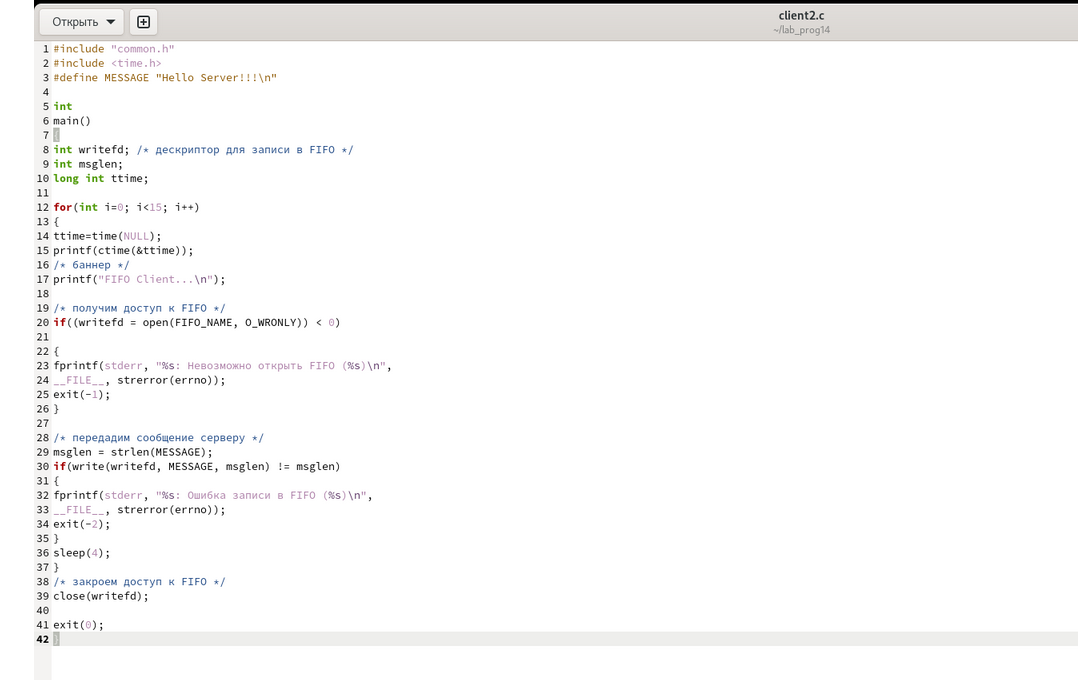 Открыть
client2.c
~/lab_prog14
1 #include "common.h"
2 #include <time.h>
3 #define MESSAGE "Hello Server!!!\n"
4
5 int
6 main()
7 {
8 int writefd; /* дескриптор для записи в FIFO */
9 int msglen;
10 long int ttime;
11
12 for(int i=0; i<15; i++)
13 {
14 ttime=time(NULL);
15 printf(ctime(&ttime));
16 /* баннер */
17 printf("FIFO Client...\n");
18
19 /* получим доступ к FIFO */
20 if((writefd = open(FIFO_NAME, O_WRONLY)) < 0)
21
22 {
23 fprintf(stderr, "%s: Невозможно открыть FIFO (%s)\n",
24 __FILE__, strerror(errno));
25 exit(-1);
26 }
27
28 /* передадим сообщение серверу */
29 msglen = strlen(MESSAGE);
30 if(write(writefd, MESSAGE, msglen) != msglen)
31 {
32 fprintf(stderr, "%s: Ошибка записи в FIFO (%s)\n",
33 __FILE__, strerror(errno));
34 exit(-2);
35 }
36 sleep(4);
37 }
38 /* закроем доступ к FIFO */
39 close(writefd);
40
41 exit(0);
42 }